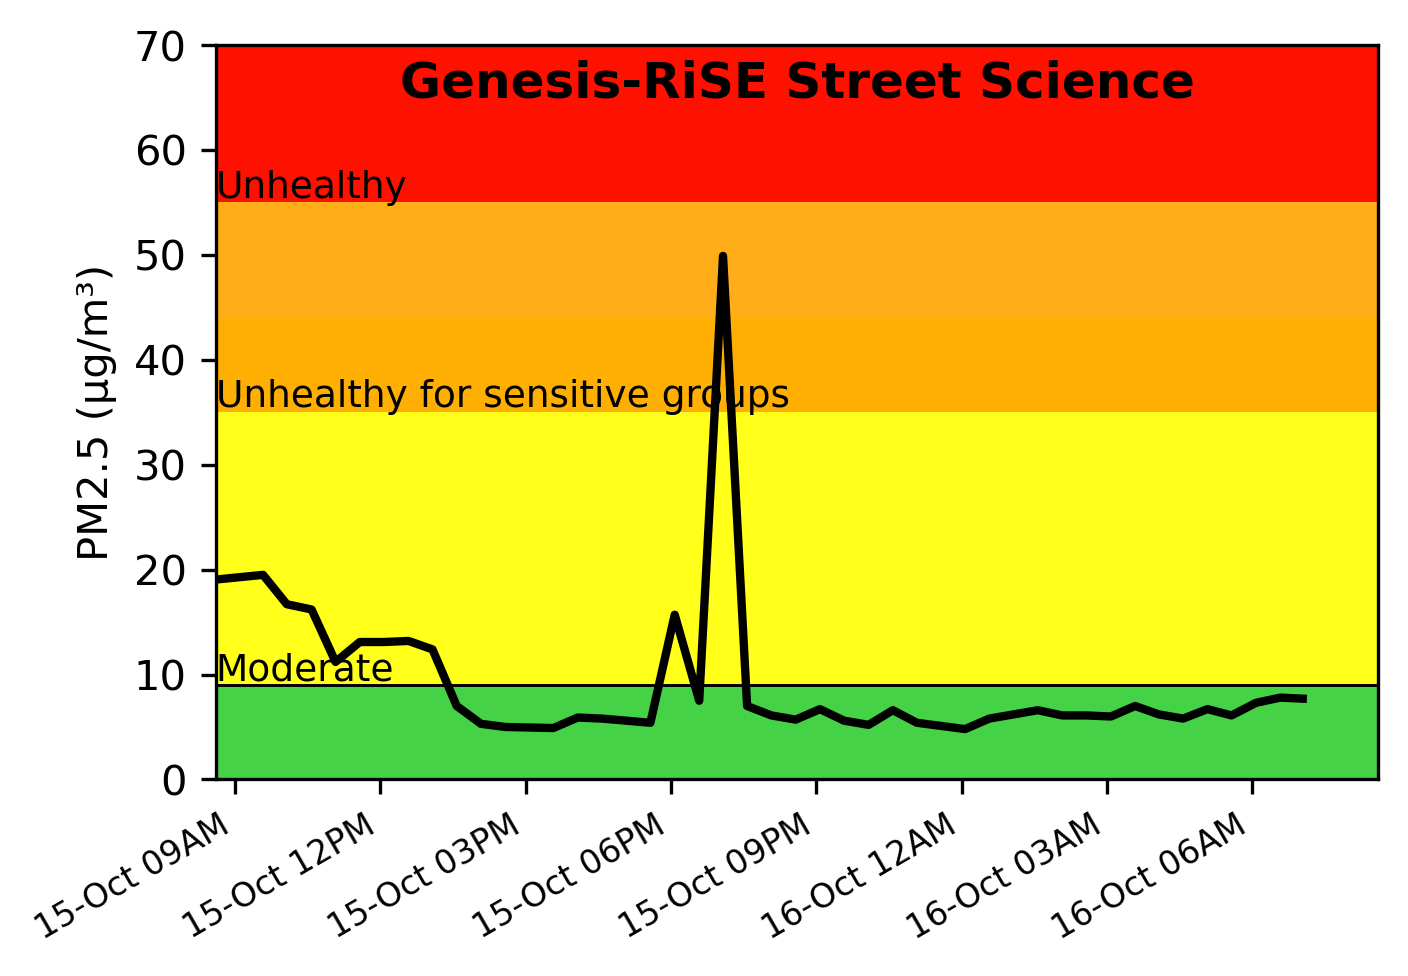 Genesis-RiSE Street Science
70
60
Unhealthy
50
40
Unhealthy for sensitive groups
30
20
Moderate
10
0
PM2.5 (µg/m³)
15-Oct 09AM
15-Oct 12PM
15-Oct 03PM
15-Oct 06PM
15-Oct 09PM
16-Oct 12AM
16-Oct 03AM
16-Oct 06AM